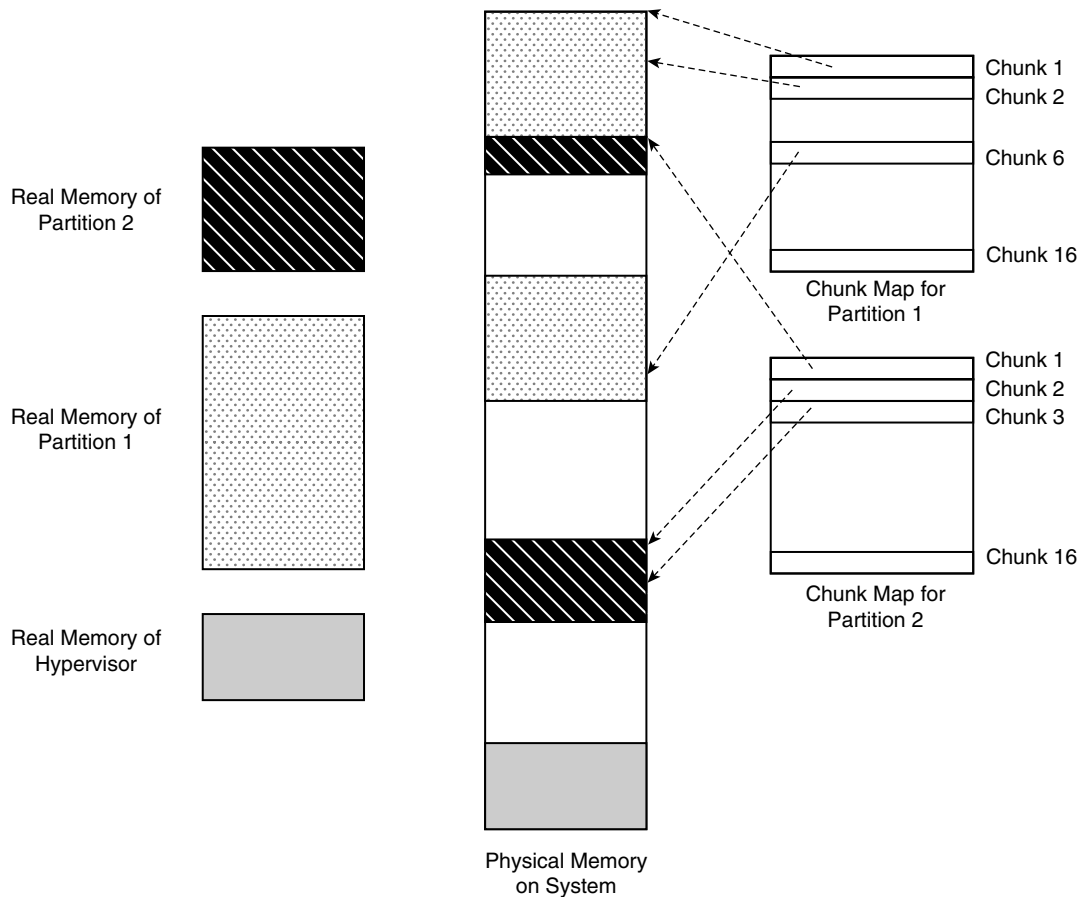 Real Memory of
Partition 2
Real Memory of
Partition 1
Real Memory of
Hypervisor
Physical Memory
on System
Chunk 1
Chunk 2
Chunk 6
Chunk 16
Chunk Map for
Partition 1
Chunk 1
Chunk 2
Chunk 3
Chunk 16
Chunk Map for
Partition 2